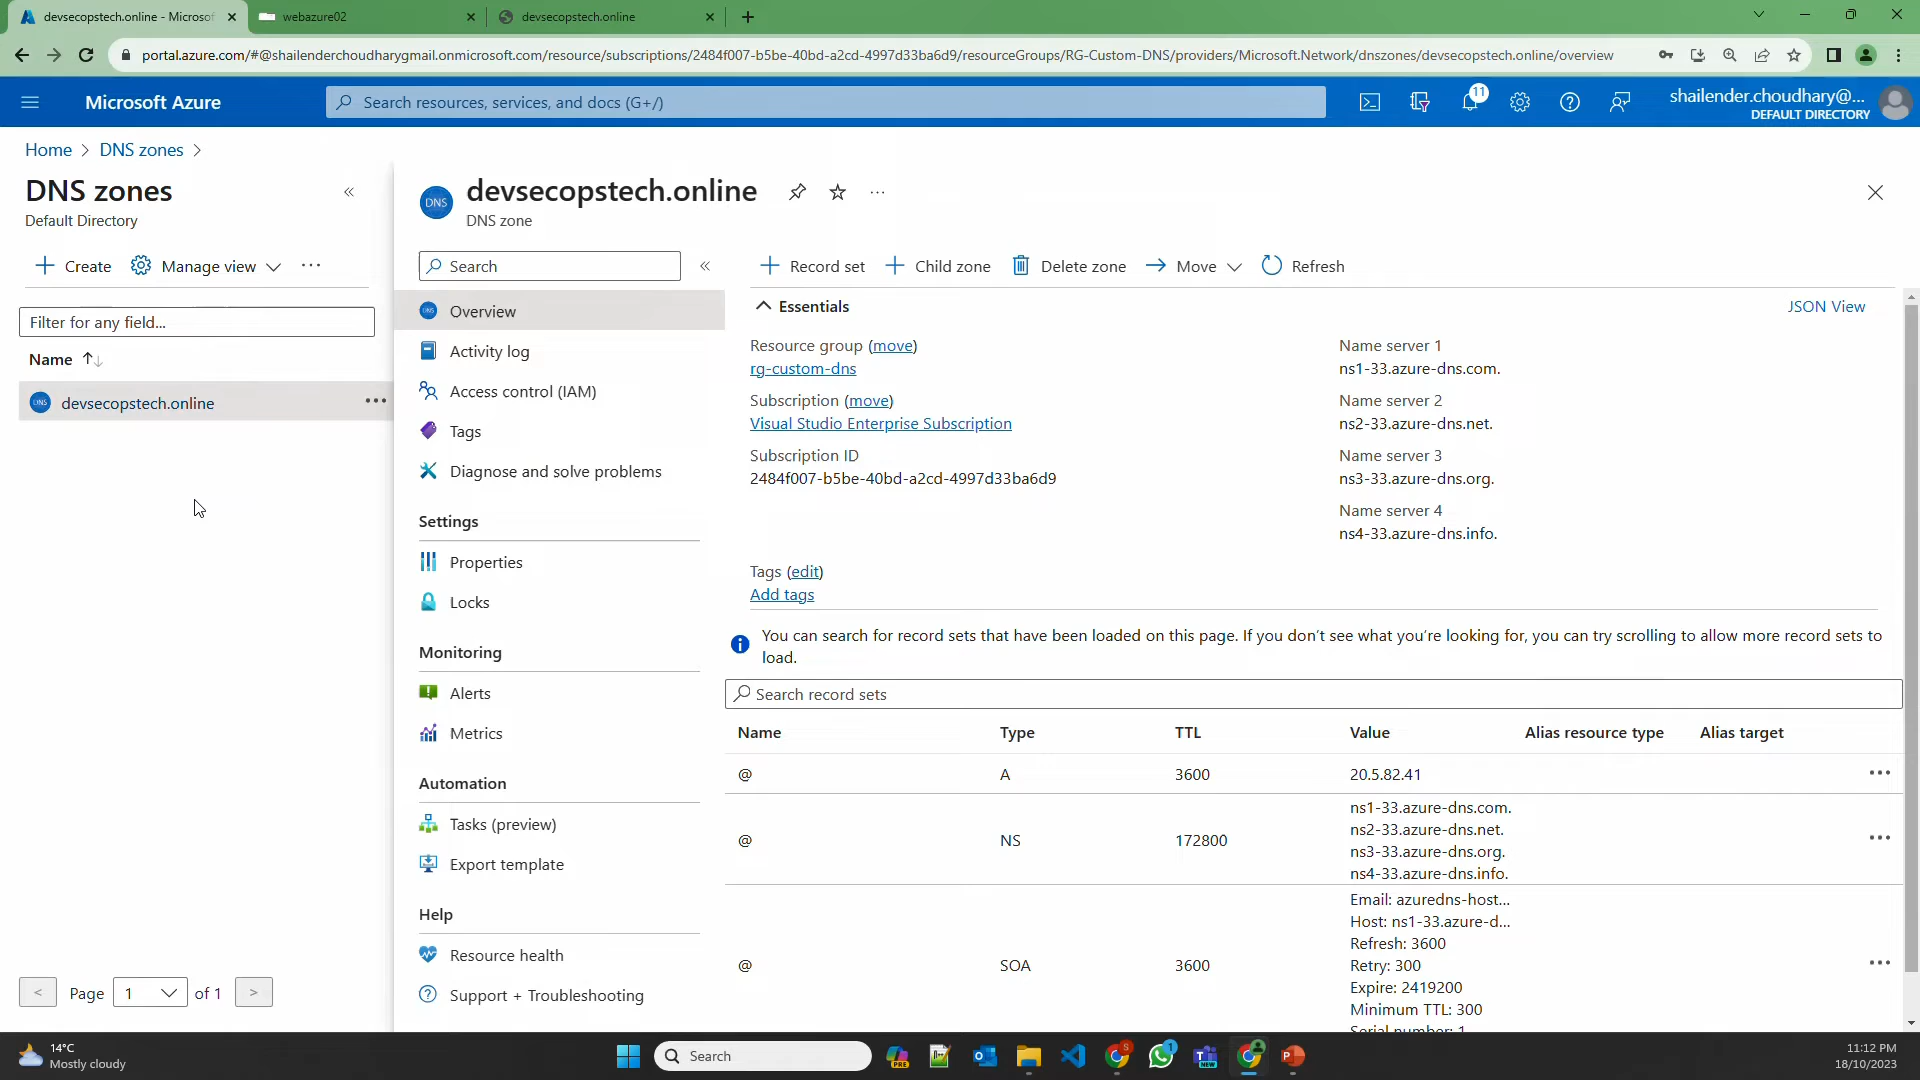 devsecopstech.online - Microsof
webazure02
devsecopstech.online
portal.azure.com/#@shailenderchoudharygmail.onmicrosoft.com/resource/subscriptions/2484f007-b5be-40bd-a2cd-4997d33ba6d9/resourceGroups/RG-Custom-DNS/providers/Microsoft.Network/dnszones/devsecopstech.online/overview
Microsoft Azure
Search resources, services, and docs (G+/)
11
shailender.choudhary@...
DEFAULT DIRECTORY
Home > DNS zones >
DNS zones
Default Directory
Create
Manage view
Filter for any field...
Name
DNS devsecopstech.online
Page 1 of 1
DNS
devsecopstech.online
DNS zone
Search
Overview
Activity log
Access control (IAM)
Tags
Diagnose and solve problems
Settings
Properties
Locks
Monitoring
Alerts
Metrics
Automation
Tasks (preview)
Export template
Help
Resource health
Support + Troubleshooting
Record set
Child zone
Delete zone
Move
Refresh
Essentials
JSON View
Resource group (move)
rg-custom-dns
Subscription (move)
Visual Studio Enterprise Subscription
Subscription ID
2484f007-b5be-40bd-a2cd-4997d33ba6d9
Name server 1
ns1-33.azure-dns.com.
Name server 2
ns2-33.azure-dns.net.
Name server 3
ns3-33.azure-dns.org.
Name server 4
ns4-33.azure-dns.info.
Tags (edit)
Add tags
You can search for record sets that have been loaded on this page. If you don't see what you're looking for, you can try scrolling to allow more record sets to
load.
Search record sets
Name Type TTL Value Alias resource type Alias target
@ A 3600 20.5.82.41
@ NS 172800
ns1-33.azure-dns.com.
ns2-33.azure-dns.net.
ns3-33.azure-dns.org.
ns4-33.azure-dns.info.
@ SOA 3600
Email: azuredns-host...
Host: ns1-33.azure-d...
Refresh: 3600
Retry: 300
Expire: 2419200
Minimum TTL: 300
Serial number: 1
14°C
Mostly cloudy
Search
PRE
S
1
NEW
11:12 PM
18/10/2023